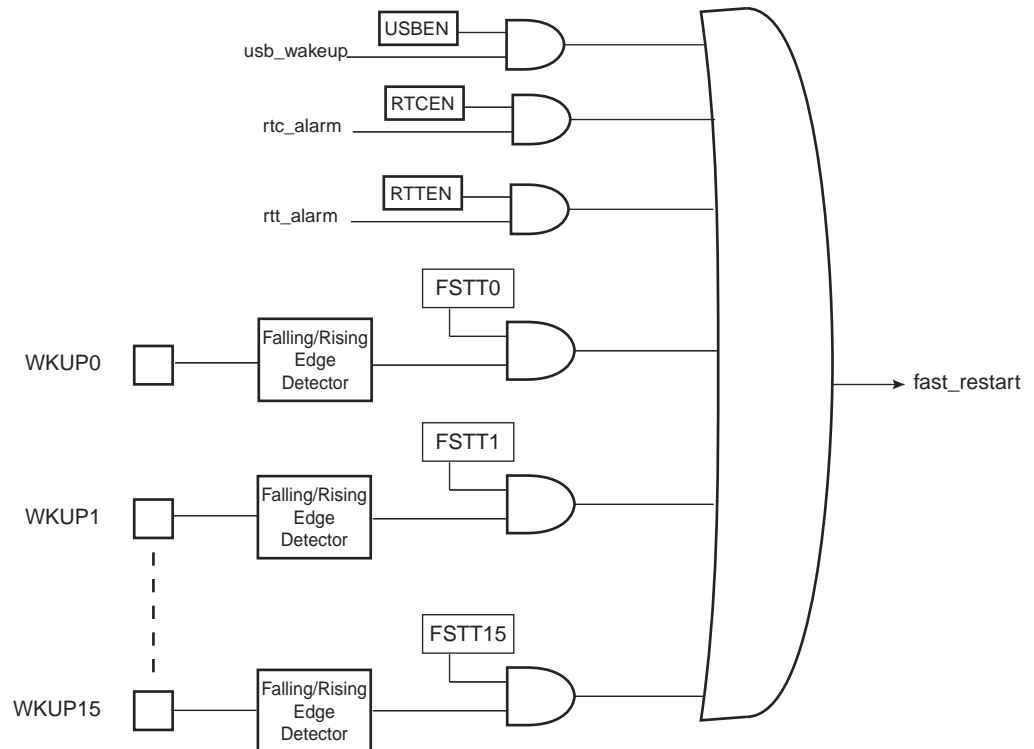 USBEN
usb_wakeup
RTCEN
rtc_alarm
RTTEN
rtt_alarm
FSTT0
WKUP0
Falling/Rising
Edge
Detector
fast_restart
FSTT1
WKUP1
Falling/Rising
Edge
Detector
FSTT15
WKUP15
Falling/Rising
Edge
Detector